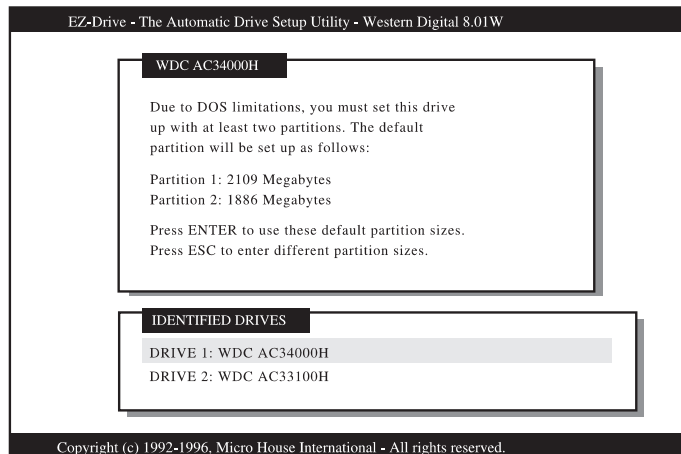 EZ-Drive - The Automatic Drive Setup Utility - Western Digital 8.01W
WDC AC34000H
Due to DOS limitations, you must set this drive
up with at least two partitions. The default
partition will be set up as follows:
Partition 1: 2109 Megabytes
Partition 2: 1886 Megabytes
Press ENTER to use these default partition sizes.
Press ESC to enter different partition sizes.
IDENTIFIED DRIVES
DRIVE 1: WDC AC34000H
DRIVE 2: WDC AC33100H
Copyright (c) 1992-1996, Micro House International - All rights reserved.